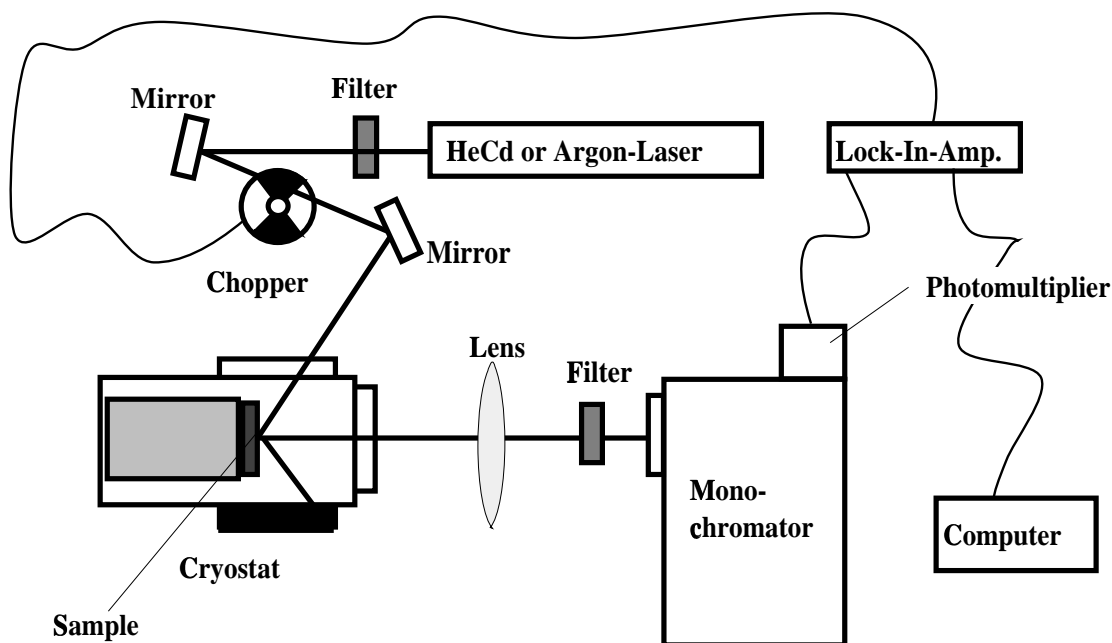 Filter
Mirror
HeCd or Argon-Laser
Lock-In-Amp.
Mirror
Chopper
Photomultiplier
Lens
Filter
Mono-
chromator
Computer
Cryostat
Sample